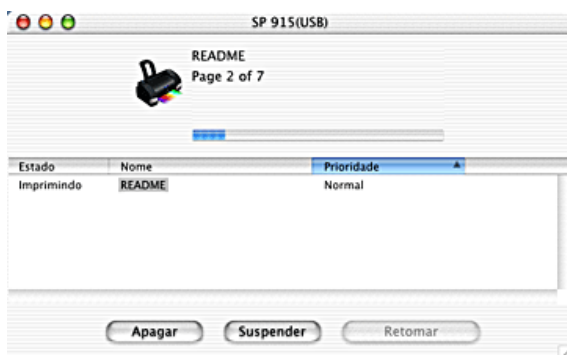 SP 915(USB)
README
Page 2 of 7
Estado Nome Prioridade
Imprimindo README Normal
Apagar Suspender Retomar